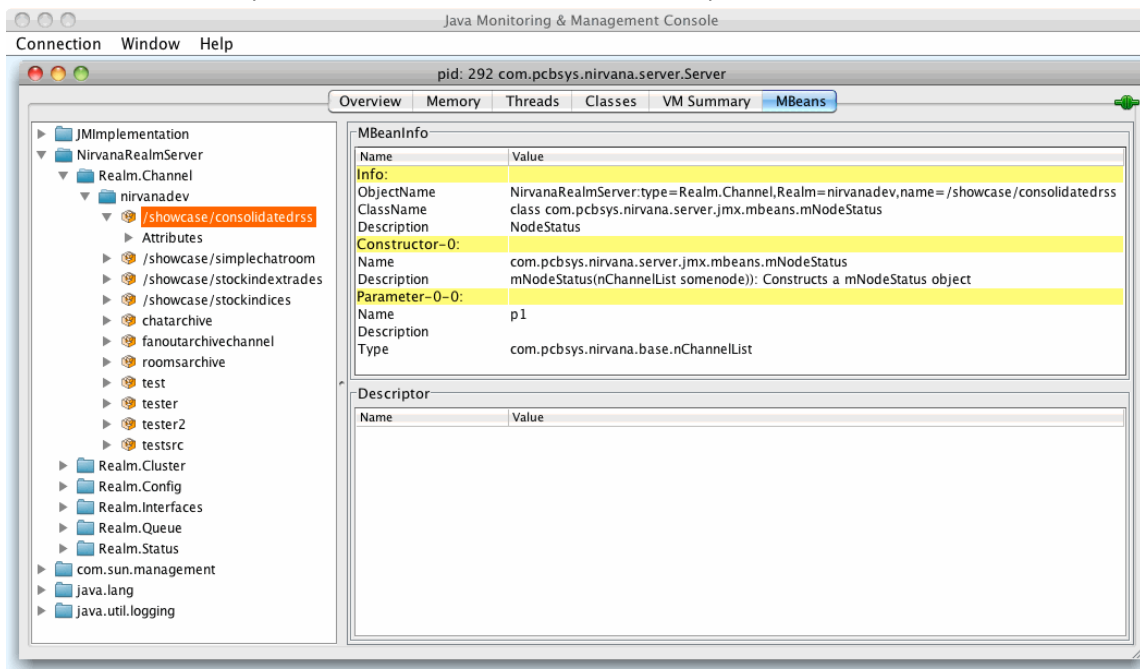 Java Monitoring & Management Console
Connection Window Help
pid: 292 com.pcbsys.nirvana.server.Server
Overview Memory Threads Classes VM Summary MBeans
JMImplementation
NirvanaRealmServer
Realm.Channel
nirvanadev
/showcase/consolidatedrss
Attributes
/showcase/simplechatroom
/showcase/stockindextrades
/showcase/stockindices
chatarchive
fanoutarchivechannel
roomsarchive
test
tester
tester2
testsrc
Realm.Cluster
Realm.Config
Realm.Interfaces
Realm.Queue
Realm.Status
com.sun.management
java.lang
java.util.logging
MBeanInfo
Name Value
Info:
ObjectName NirvanaRealmServer:type=Realm.Channel,Realm=nirvanadev,name=/showcase/consolidatedrss
ClassName class com.pcbsys.nirvana.server.jmx.mbeans.mNodeStatus
Description NodeStatus
Constructor-0:
Name com.pcbsys.nirvana.server.jmx.mbeans.mNodeStatus
Description mNodeStatus(nChannelList somenode)): Constructs a mNodeStatus object
Parameter-0-0:
Name p1
Description
Type com.pcbsys.nirvana.base.nChannelList
Descriptor
Name Value